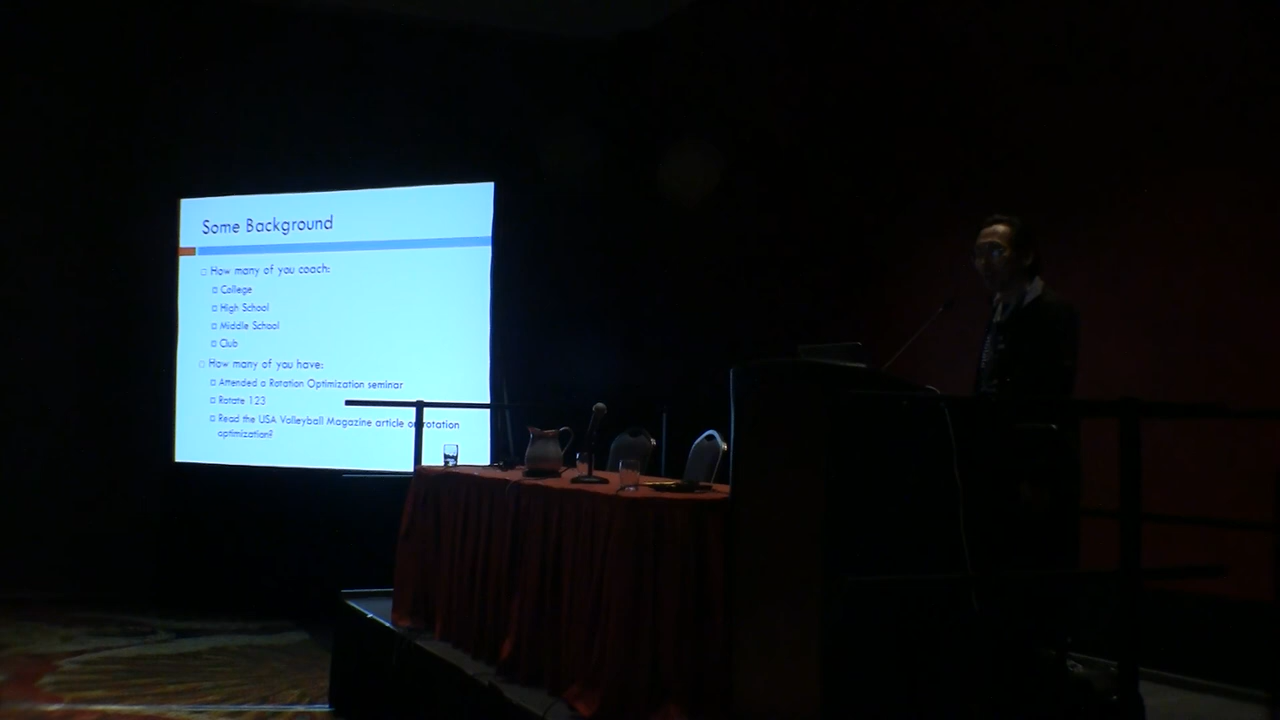 Some Background
How many of you coach:
College
High School
Middle School
Club
How many of you have:
Attended a Rotation Optimization seminar
Rotate 123
Read the USA Valleyball Magazine article on rotation
optimization?